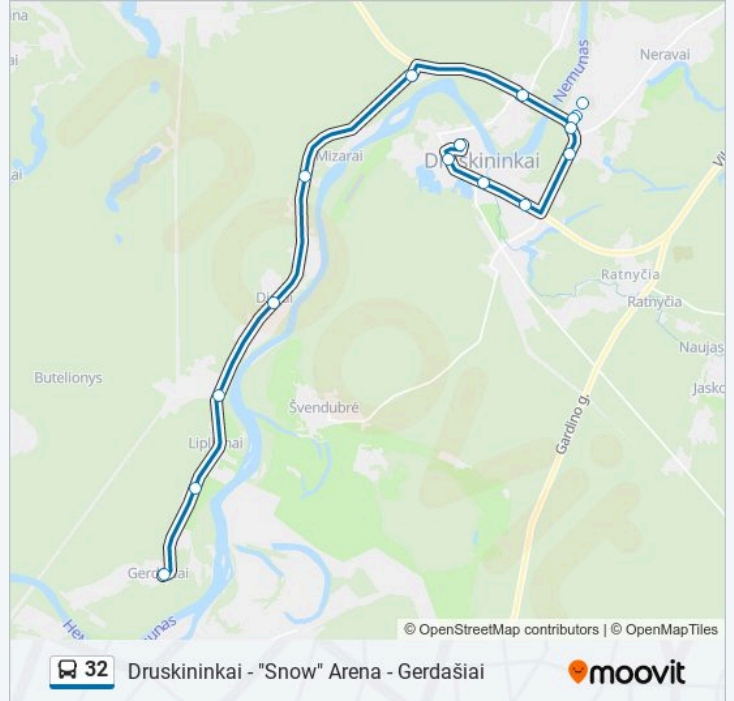 Neravai
Nemunas
Mizarai
Druskininkai
Ratnyčia
Ratnyčia
Naujas
Butelionys
Jasko
Švendubrė
Gardino g.
© OpenStreetMap contributors | © OpenMapTiles
32 Druskininkai - "Snow" Arena - Gerdašiai
moovit